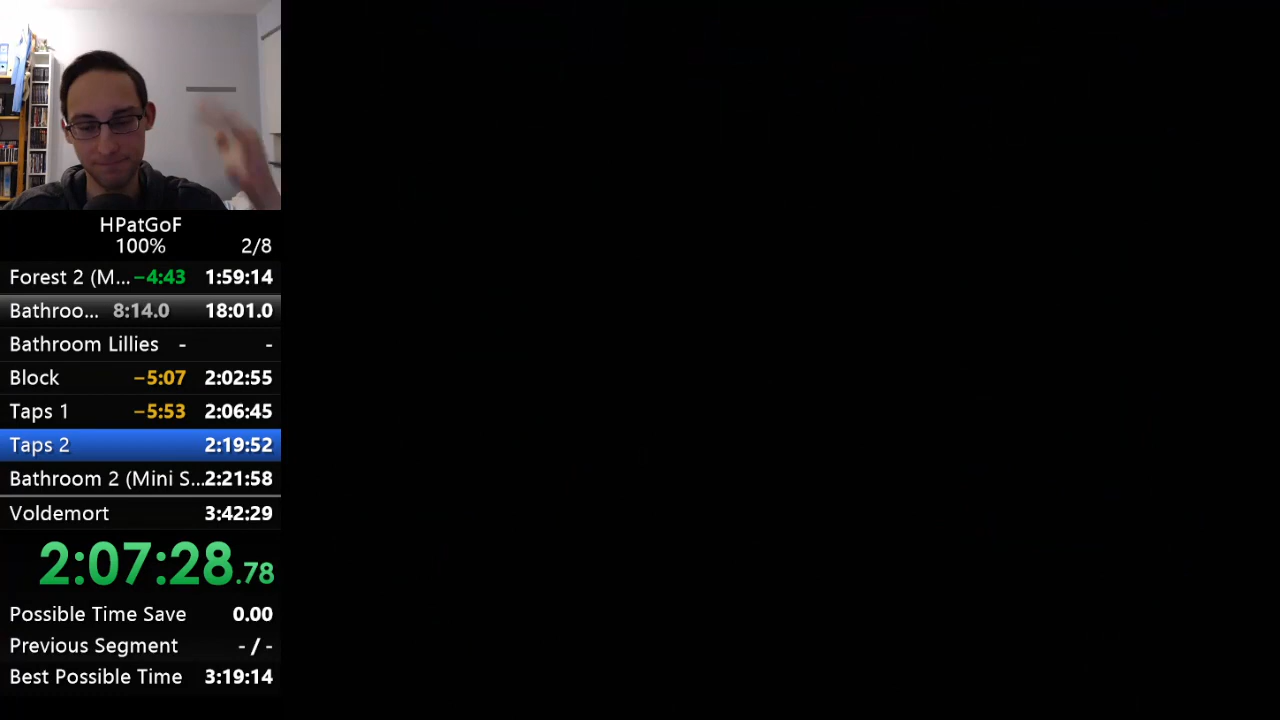 HPatGoF
100% 2/8
Forest 2 (M... −4:43 1:59:14
Bathroo... 8:14.0 18:01.0
Bathroom Lillies - -
Block −5:07 2:02:55
Taps 1 −5:53 2:06:45
Taps 2 2:19:52
Bathroom 2 (Mini S... 2:21:58
Voldemort 3:42:29
2:07:28.78
Possible Time Save 0.00
Previous Segment - / -
Best Possible Time 3:19:14